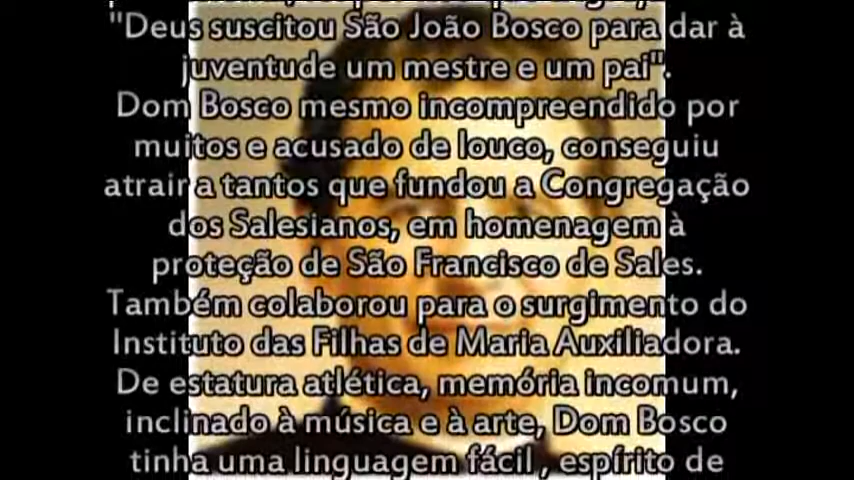 "Deus suscitou São João Bosco para dar à
juventude um mestre e um pai".
Dom Bosco mesmo incompreendido por
muitos e acusado de louco, conseguiu
atrair a tantos que fundou a Congregação
dos Salesianos, em homenagem à
proteção de São Francisco de Sales.
Também colaborou para o surgimento do
Instituto das Filhas de Maria Auxiliadora.
De estatura atlética, memória incomum,
inclinado à música e à arte, Dom Bosco
tinha uma linguagem fácil , espírito de